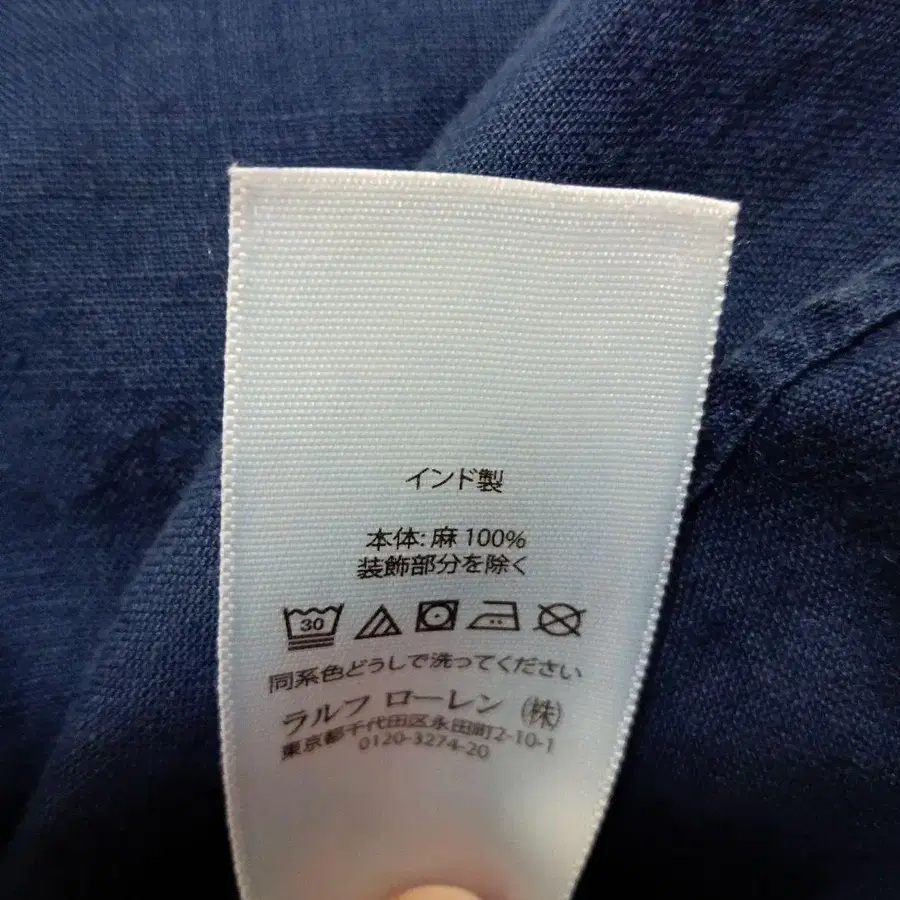 インド製
本体: 麻 100%
装飾部分を除く
30
同系色どうしで洗ってください
ラルフ ローレン (株)
東京都千代田区永田町2-10-1
0120-3274-20